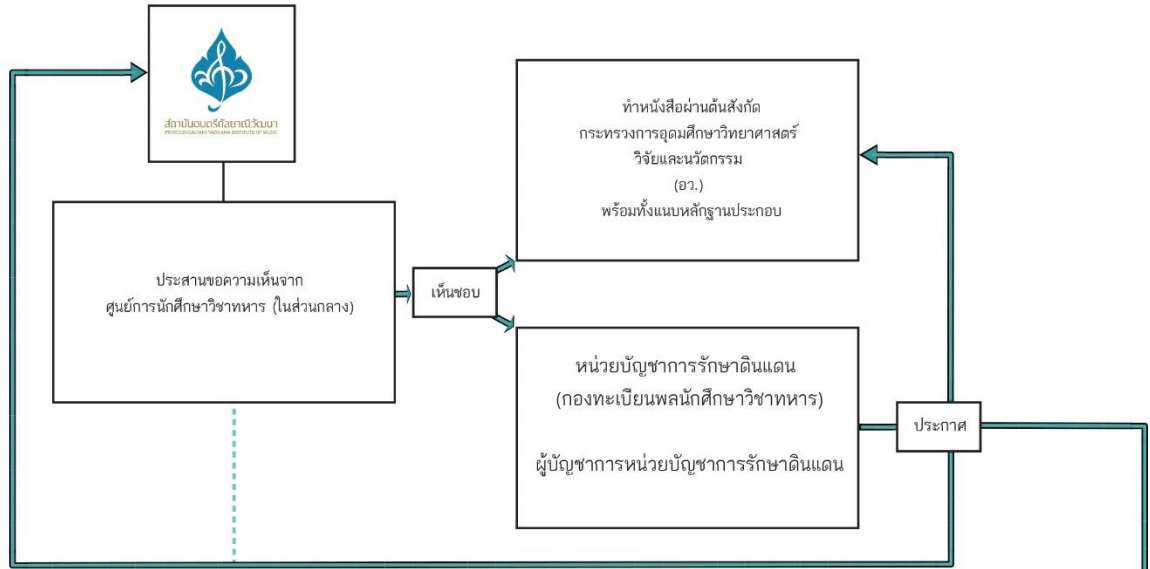 สถาบันดนตรีกัลยาณิวัฒนา
PRINCESS GALYANI VADHANA INSTITUTE OF MUSIC
ประสานขอความเห็นจาก
ศูนย์การนักศึกษาวิชาทหาร (ในส่วนกลาง)
เห็นชอบ
ทำหนังสือผ่านต้นสังกัด
กระทรวงการอุดมศึกษาวิทยาศาสตร์
วิจัยและนวัตกรรม
(อว.)
พร้อมทั้งแนบหลักฐานประกอบ
หน่วยบัญชาการรักษาดินแดน
(กองทะเบียนพลนักศึกษาวิชาทหาร)
ผู้บัญชาการหน่วยบัญชาการรักษาดินแดน
ประกาศ